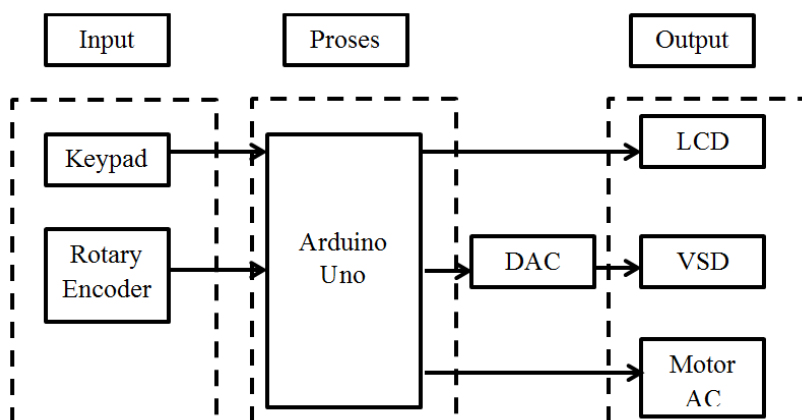 Input
Proses
Output
Keypad
Rotary
Encoder
Arduino
Uno
DAC
LCD
VSD
Motor
AC